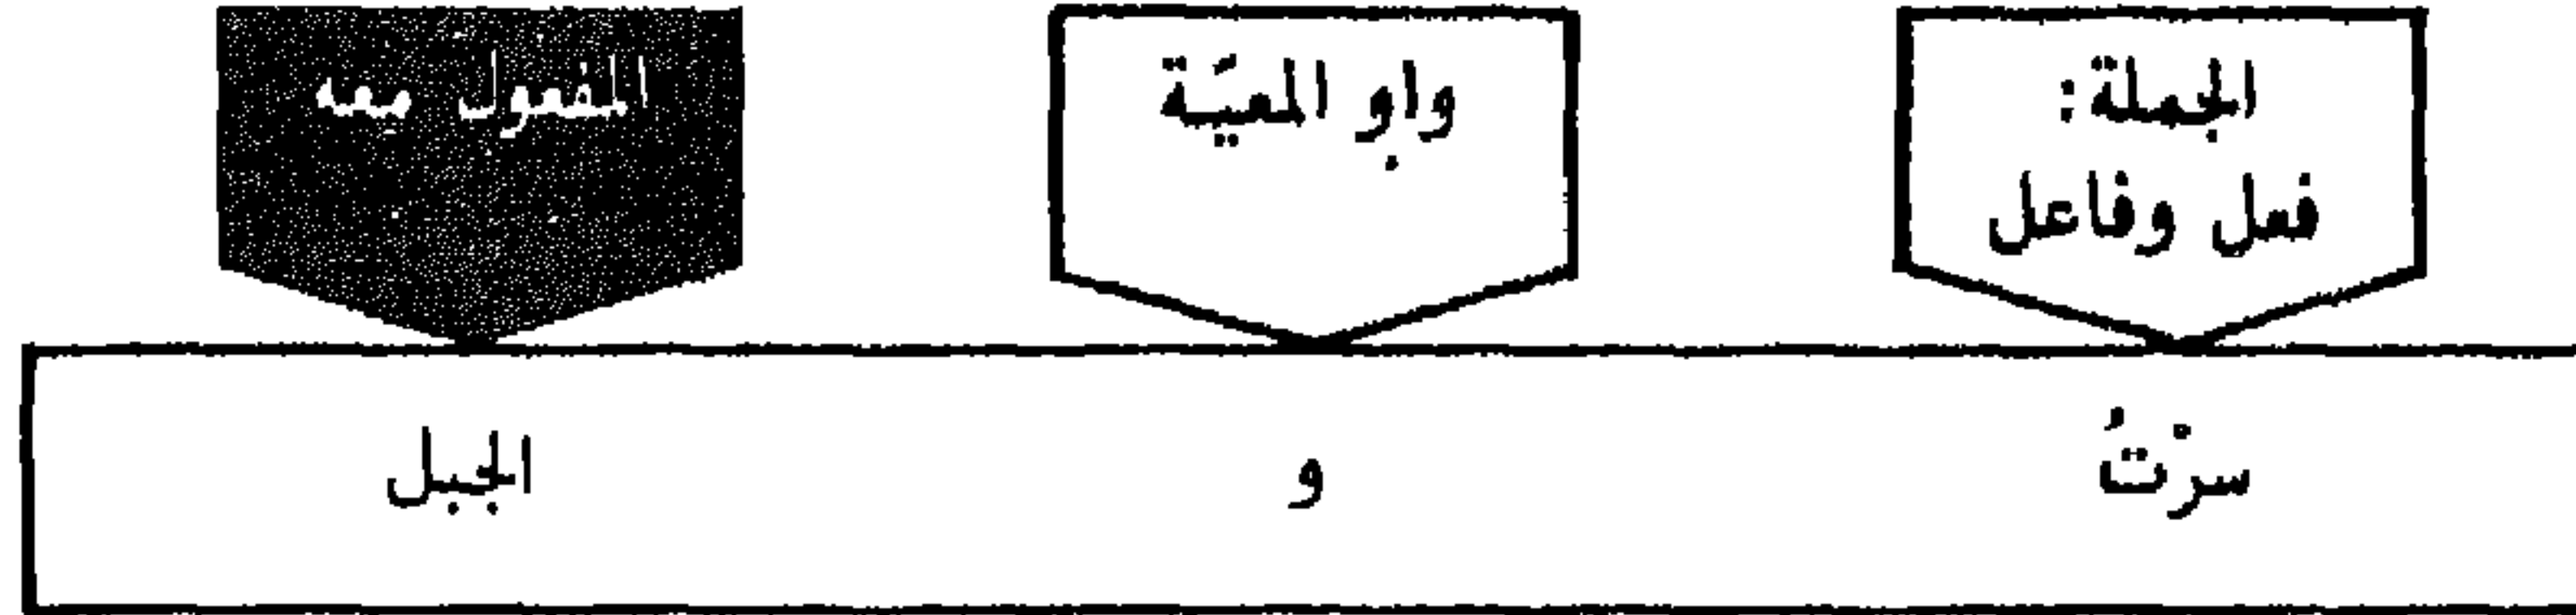 الجملة:
فعل وفاعل
واو المعيّة
المفعول معه
سرْتُ
و
الجبل